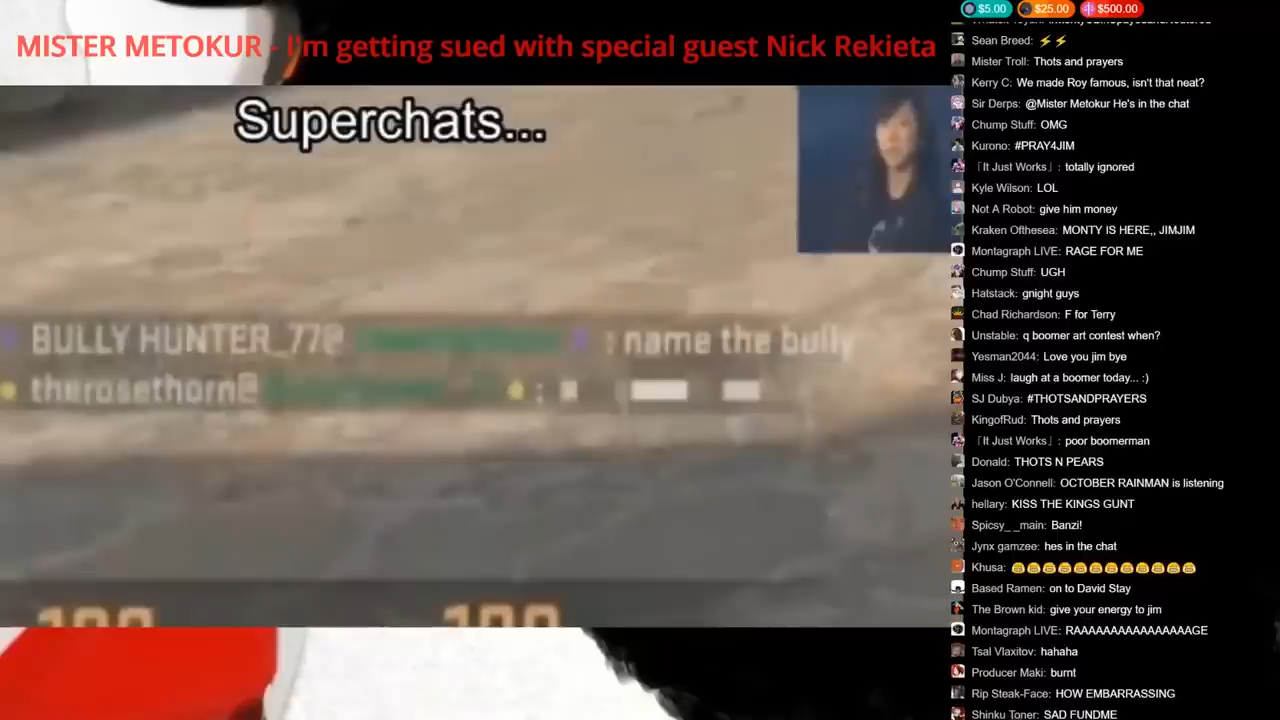 MISTER METOKUR - I'm getting sued with special guest Nick Rekieta
Superchats...
BULLY HUNTER_77@ : name the bully
therosethorn@ :
100 100
$5.00 $25.00 $500.00
Sean Breed: ⚡⚡
Mister Troll: Thots and prayers
Kerry C: We made Roy famous, isn't that neat?
Sir Derps: @Mister Metokur He's in the chat
Chump Stuff: OMG
Kurono: #PRAY4JIM
「It Just Works」: totally ignored
Kyle Wilson: LOL
Not A Robot: give him money
Kraken Ofthesea: MONTY IS HERE,, JIMJIM
Montagraph LIVE: RAGE FOR ME
Chump Stuff: UGH
Hatstack: gnight guys
Chad Richardson: F for Terry
Unstable: q boomer art contest when?
Yesman2044: Love you jim bye
Miss J: laugh at a boomer today... :)
SJ Dubya: #THOTSANDPRAYERS
KingofRud: Thots and prayers
「It Just Works」: poor boomerman
Donald: THOTS N PEARS
Jason O'Connell: OCTOBER RAINMAN is listening
hellary: KISS THE KINGS GUNT
Spicsy_ _main: Banzi!
Jynx gamzee: hes in the chat
Khusa: 😂😂😂😂😂😂😂😂😂😂😂😂
Based Ramen: on to David Stay
The Brown kid: give your energy to jim
Montagraph LIVE: RAAAAAAAAAAAAAAAAGE
Tsal Vlaxitov: hahaha
Producer Maki: burnt
Rip Steak-Face: HOW EMBARRASSING
Shinku Toner: SAD FUNDME